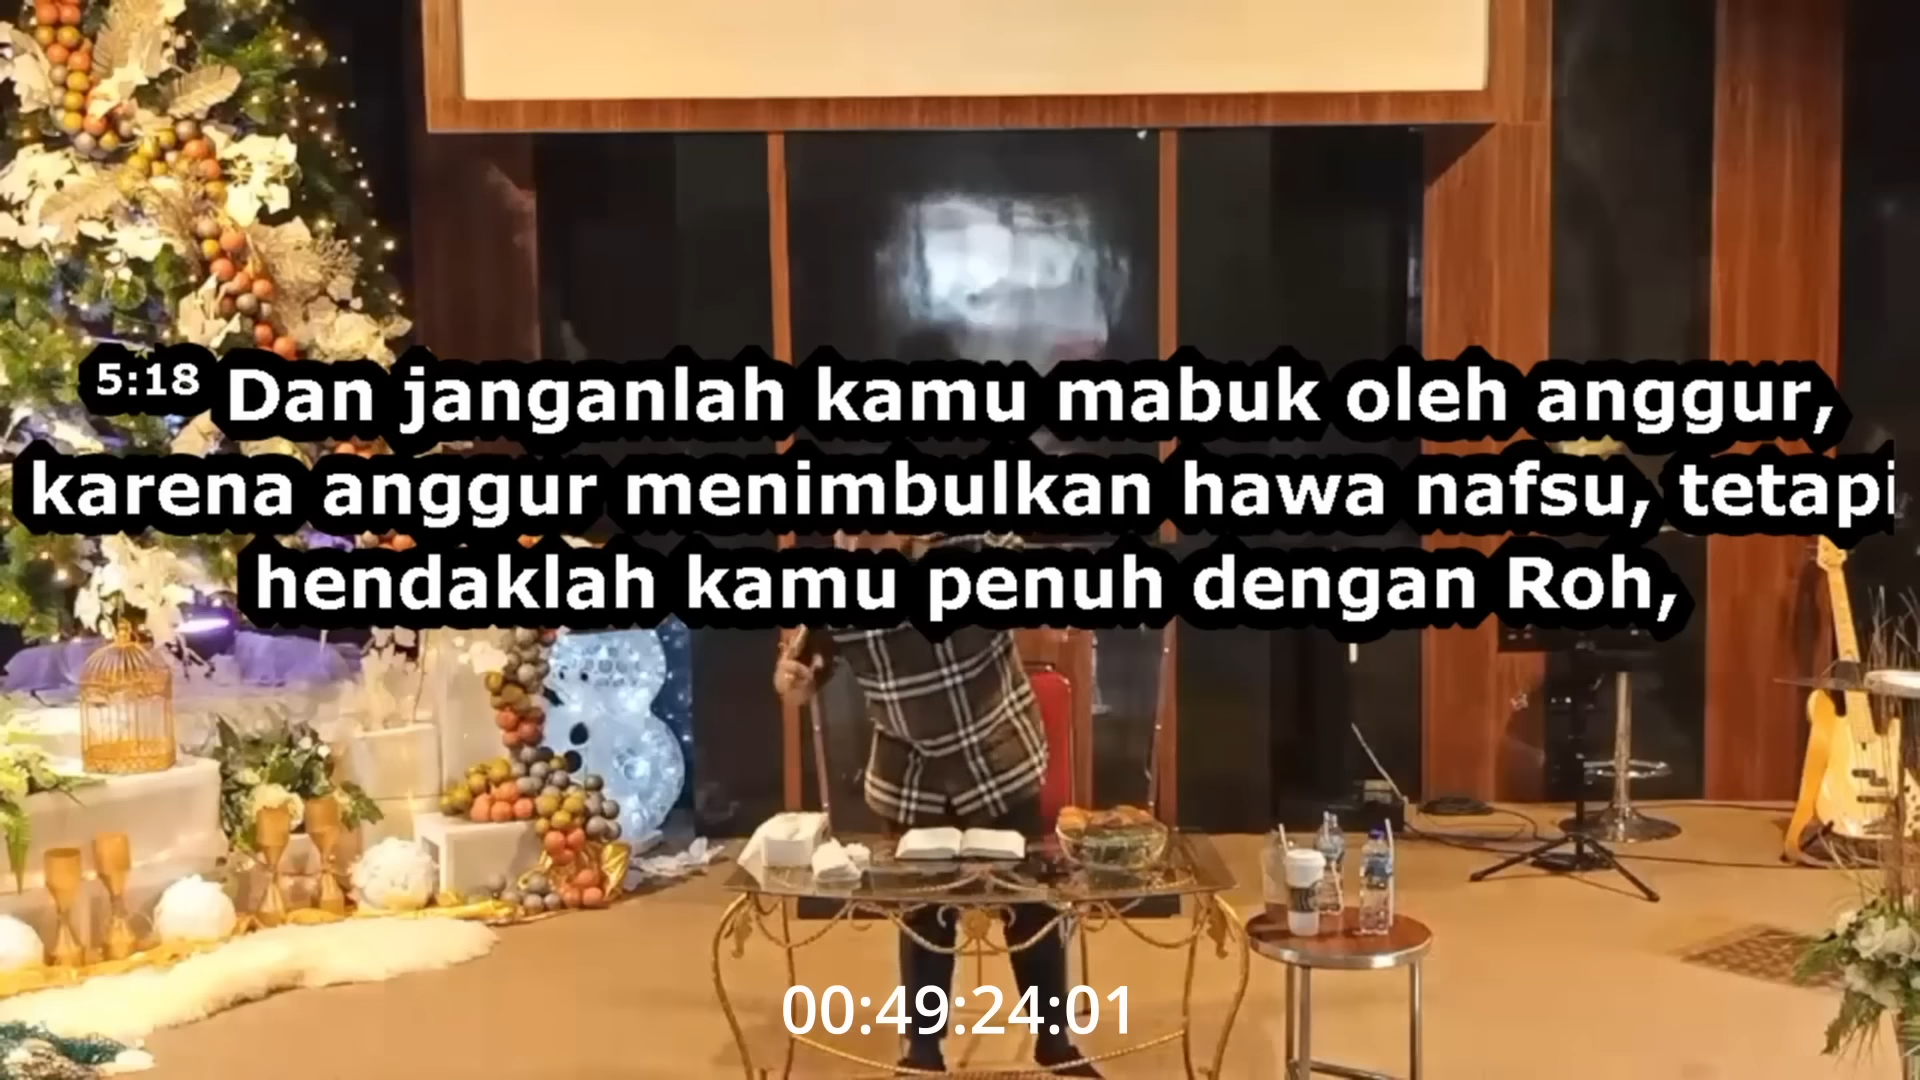 5:18 Dan janganlah kamu mabuk oleh anggur,
karena anggur menimbulkan hawa nafsu, tetapi
hendaklah kamu penuh dengan Roh,
00:49:24:01